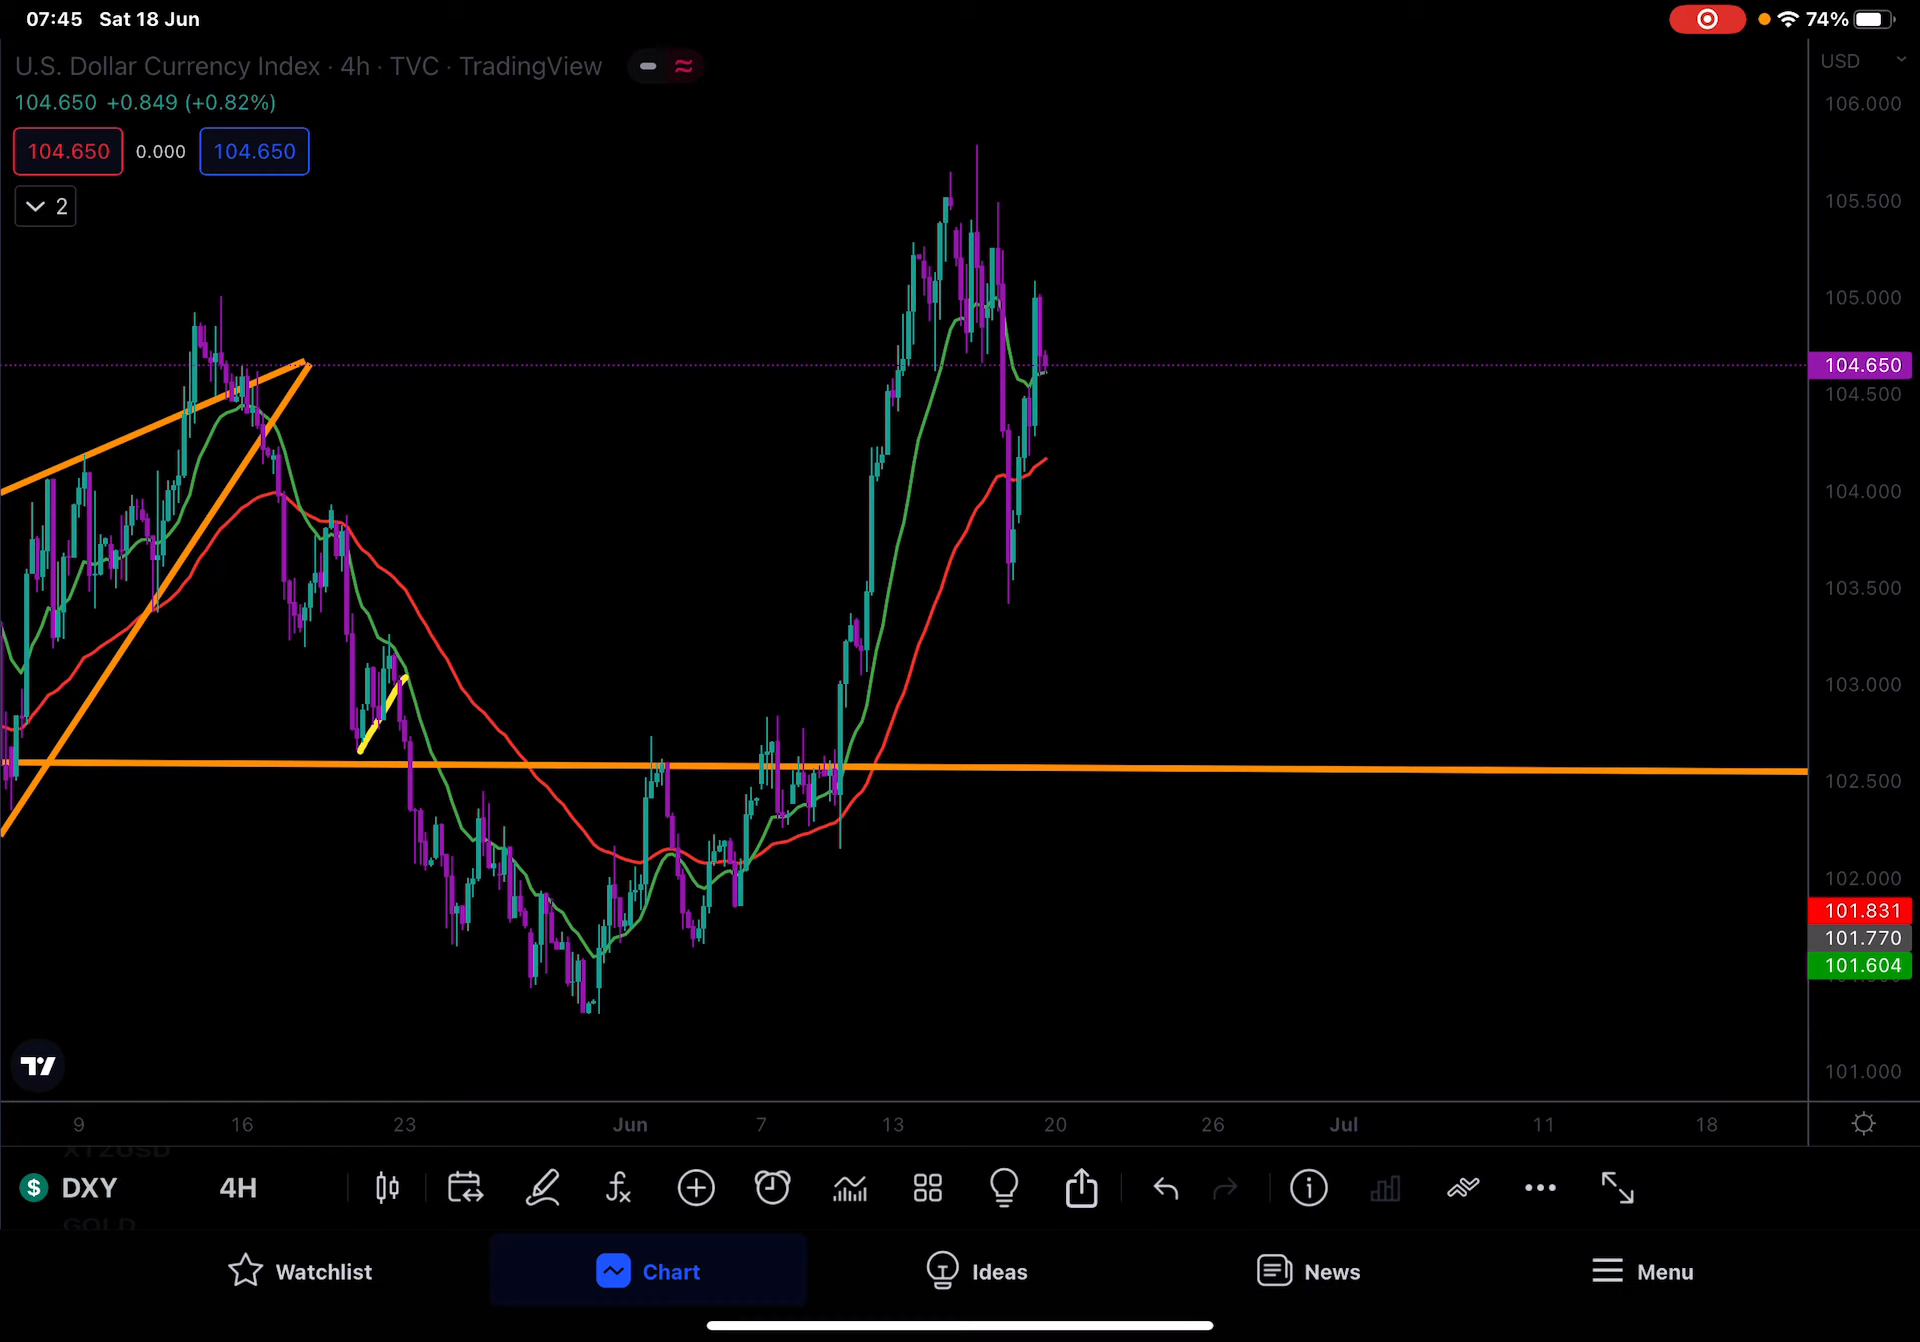 07:45 Sat 18 Jun
74%
U.S. Dollar Currency Index · 4h · TVC · TradingView
USD
104.650 +0.849 (+0.82%)
104.650 0.000 104.650
2
106.000
105.500
105.000
104.650
104.500
104.000
103.500
103.000
102.500
102.000
101.831
101.770
101.604
101.000
9 16 23 Jun 7 13 20 26 Jul 11 18
$ DXY 4H
GOLD
Watchlist Chart Ideas News Menu